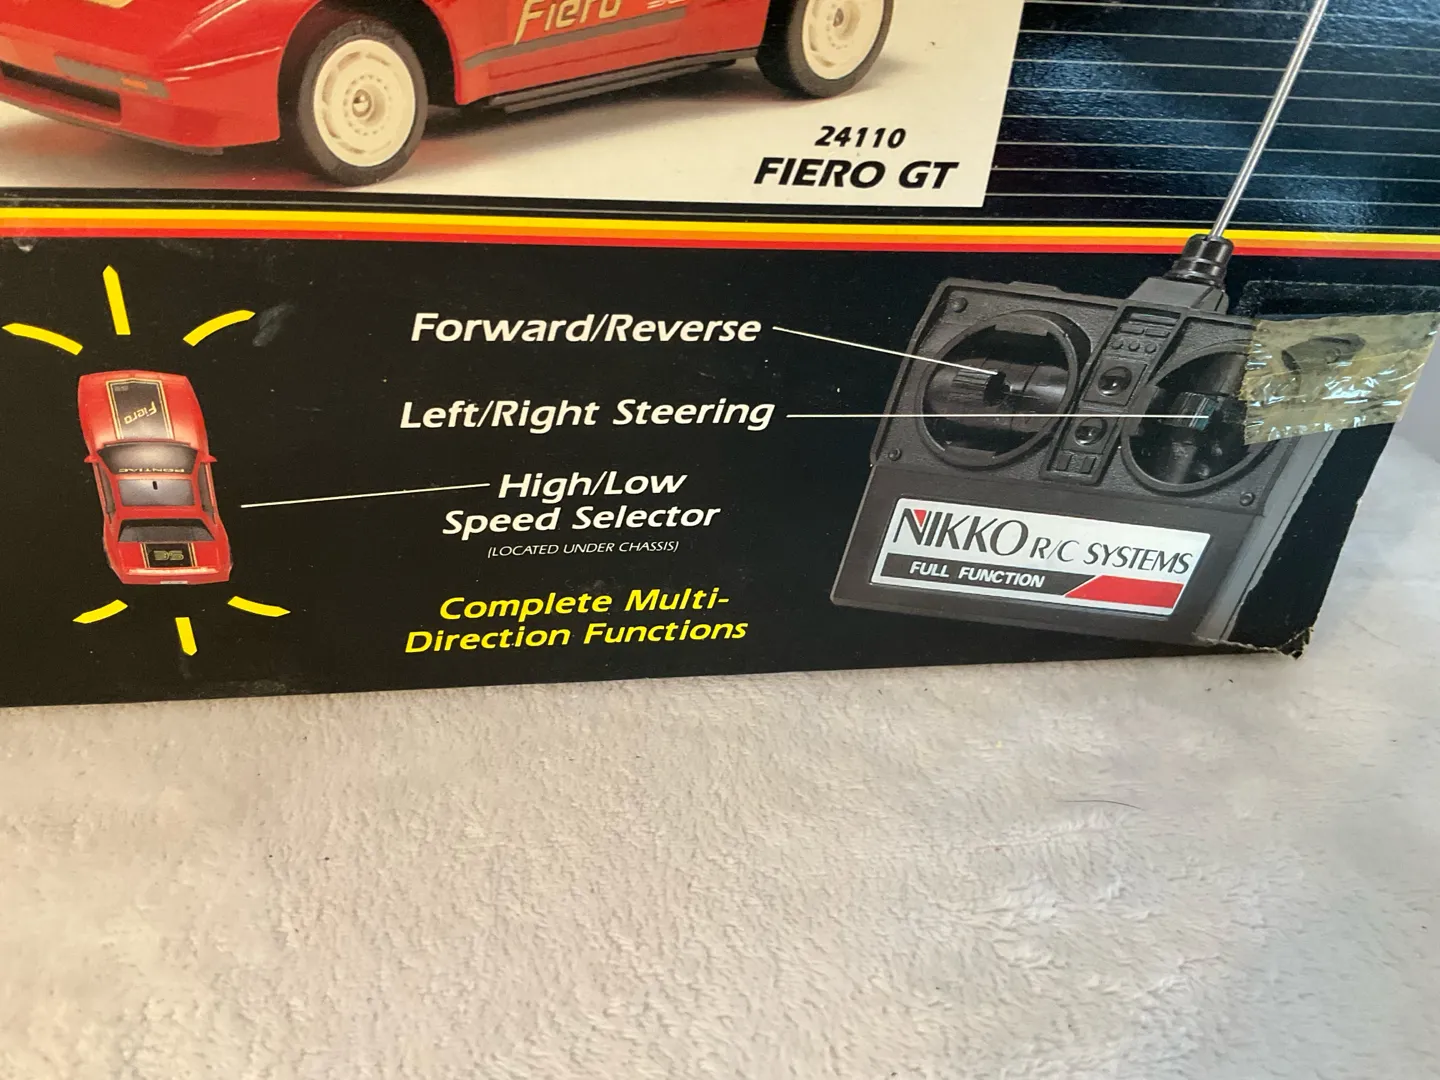 Fiero
24110
FIERO GT
Forward/Reverse
Left/Right Steering
High/Low
Speed Selector
(LOCATED UNDER CHASSIS)
Complete Multi-
Direction Functions
Fiero
PONTIAC
NIKKO R/C SYSTEMS
FULL FUNCTION